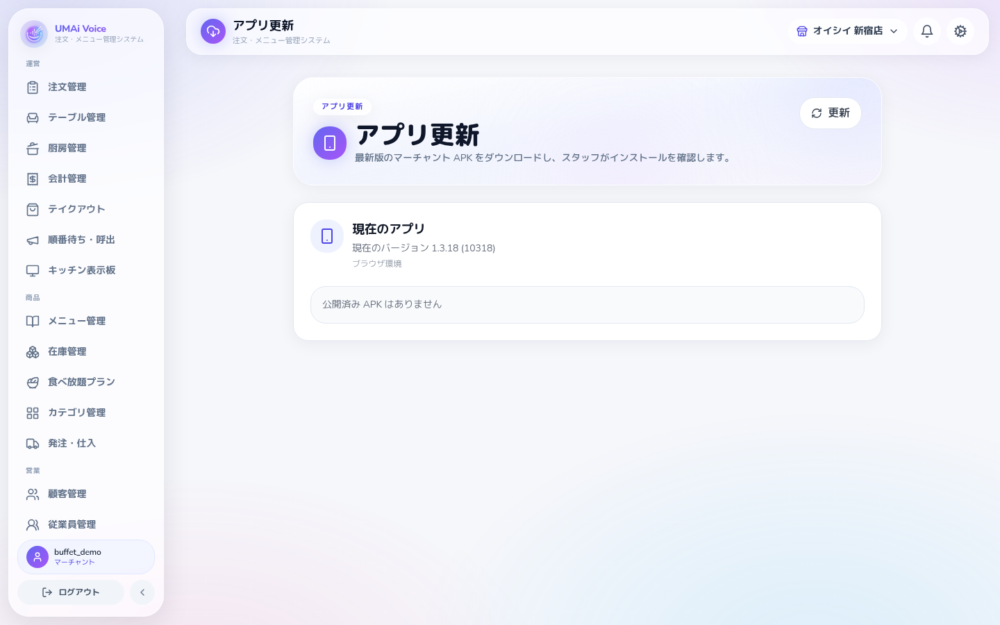 UMAi Voice
注文・メニュー管理システム
運営
注文管理
テーブル管理
厨房管理
会計管理
テイクアウト
順番待ち・呼出
キッチン表示板
商品
メニュー管理
在庫管理
食べ放題プラン
カテゴリ管理
発注・仕入
営業
顧客管理
従業員管理
buffet_demo
マーチャント
ログアウト
アプリ更新
注文・メニュー管理システム
オイシイ 新宿店
アプリ更新
更新
アプリ更新
最新版のマーチャント APK をダウンロードし、スタッフがインストールを確認します。
現在のアプリ
現在のバージョン 1.3.18 (10318)
ブラウザ環境
公開済み APK はありません